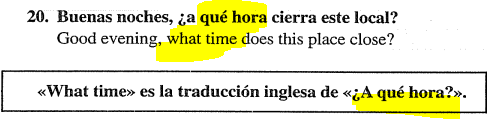 20. Buenas noches, ¿a qué hora cierra este local?
Good evening, what time does this place close?
«What time» es la traducción inglesa de «¿A qué hora?».